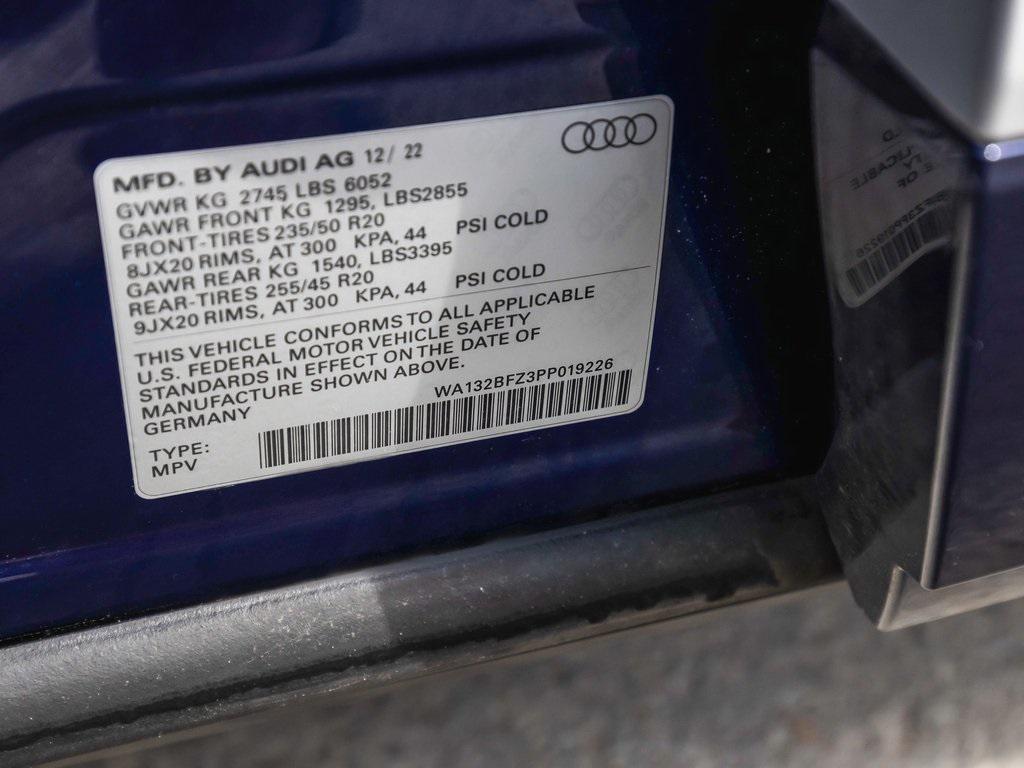 MFD. BY AUDI AG 12/ 22
GVWR KG 2745 LBS 6052
GAWR FRONT KG 1295, LBS2855
FRONT-TIRES 235/50 R20
8JX20 RIMS, AT 300 KPA, 44 PSI COLD
GAWR REAR KG 1540, LBS3395
REAR-TIRES 255/45 R20
9JX20 RIMS, AT 300 KPA, 44 PSI COLD
THIS VEHICLE CONFORMS TO ALL APPLICABLE
U.S. FEDERAL MOTOR VEHICLE SAFETY
STANDARDS IN EFFECT ON THE DATE OF
MANUFACTURE SHOWN ABOVE.
GERMANY
WA132BFZ3PP019226
TYPE:
MPV